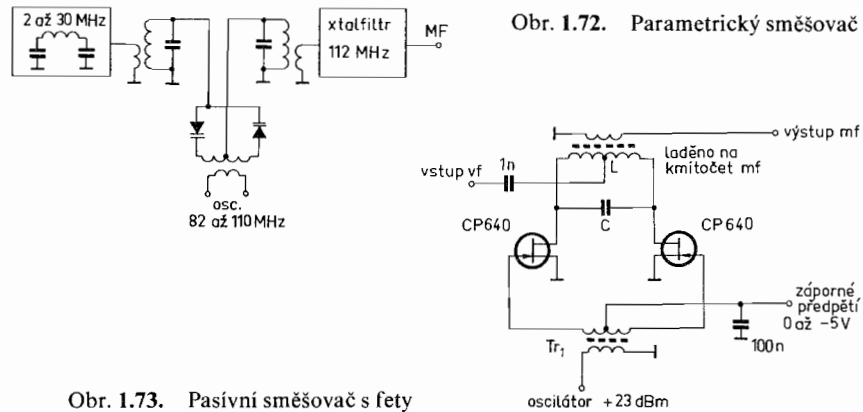 2 až 30 MHz
xtalfiltr
112 MHz
MF
osc.
82 až 110 MHz
Obr. 1.72. Parametrický směšovač
výstup mf
laděno na
kmitočet mf
L
vstup vf
1n
C
CP640
CP640
záporné
předpětí
0 až -5V
100n
Tr1
oscilátor +23 dBm
Obr. 1.73. Pasívní směšovač s fety